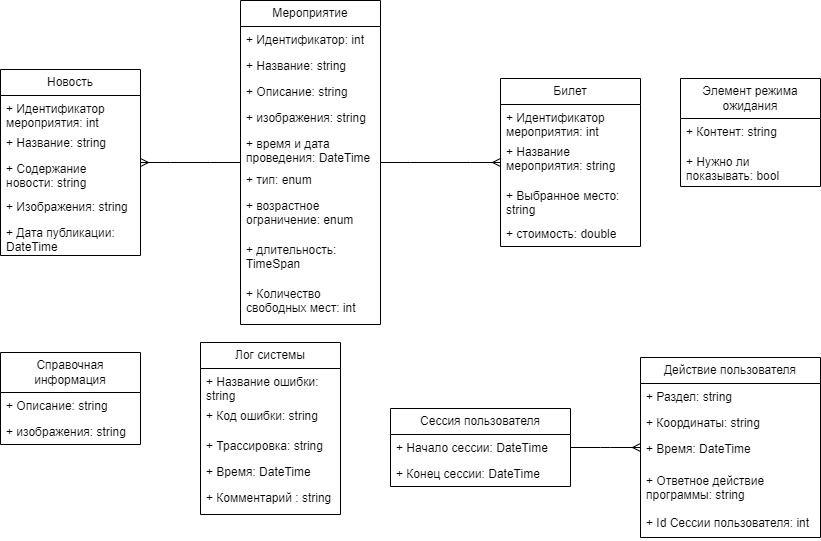 Мероприятие
+ Идентификатор: int
+ Название: string
+ Описание: string
+ изображения: string
+ время и дата
проведения: DateTime
+ тип: enum
+ возрастное
ограничение: enum
+ длительность:
TimeSpan
+ Количество
свободных мест: int
Новость
+ Идентификатор
мероприятия: int
+ Название: string
+ Содержание
новости: string
+ Изображения: string
+ Дата публикации:
DateTime
Билет
+ Идентификатор
мероприятия: int
+ Название
мероприятия: string
+ Выбранное место:
string
+ стоимость: double
Элемент режима
ожидания
+ Контент: string
+ Нужно ли
показывать: bool
Справочная
информация
+ Описание: string
+ изображения: string
Лог системы
+ Название ошибки:
string
+ Код ошибки: string
+ Трассировка: string
+ Время: DateTime
+ Комментарий : string
Сессия пользователя
+ Начало сессии: DateTime
+ Конец сессии: DateTime
Действие пользователя
+ Раздел: string
+ Координаты: string
+ Время: DateTime
+ Ответное действие
программы: string
+ Id Сессии пользователя: int